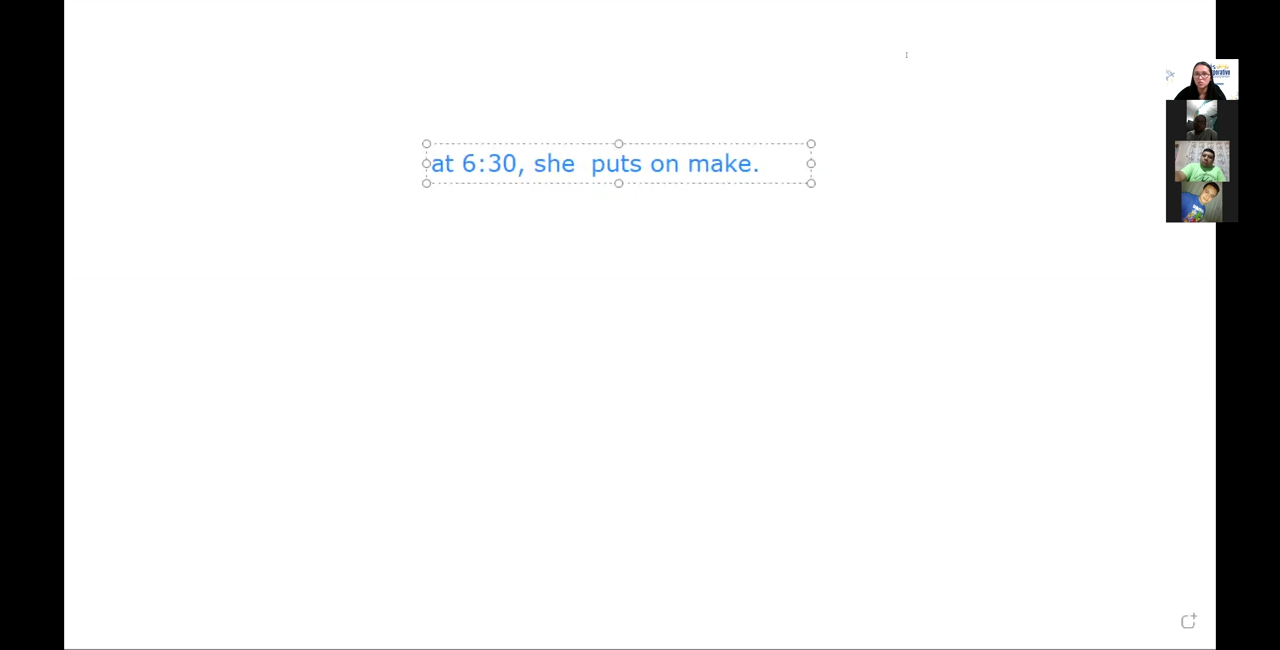 at 6:30, she  puts on make.